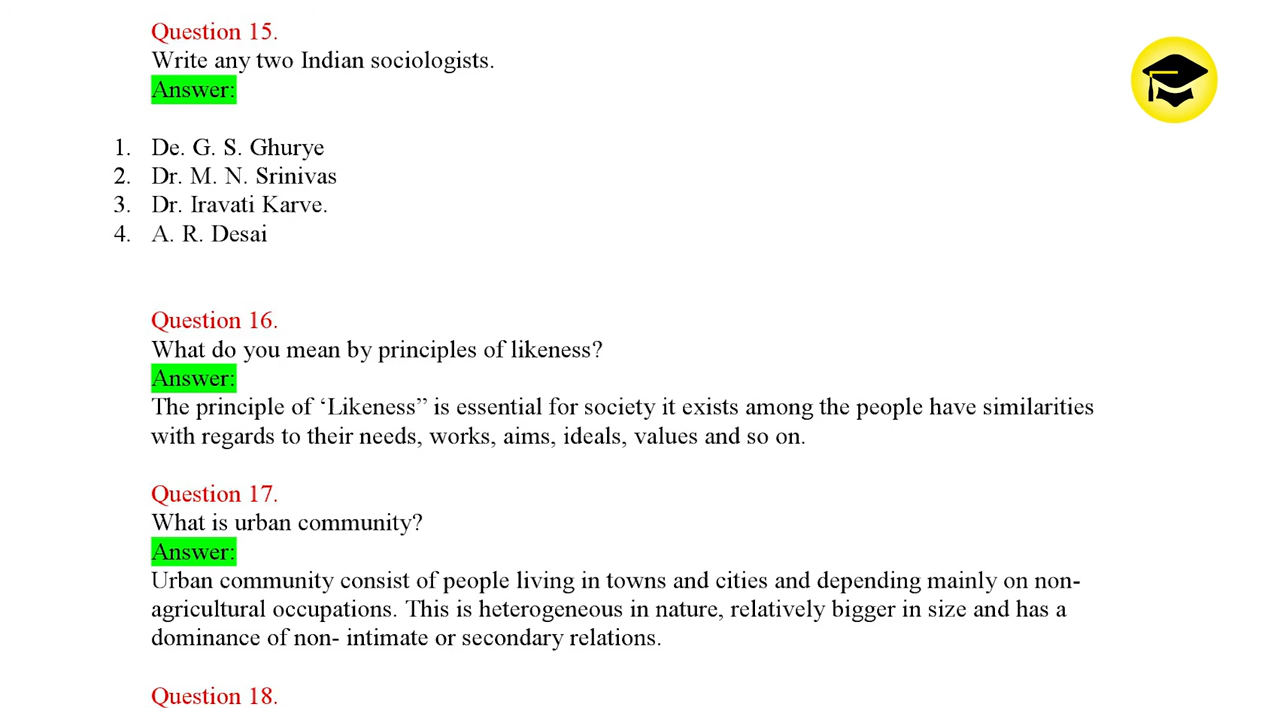 Question 15.
Write any two Indian sociologists.
Answer:
1. De. G. S. Ghurye
2. Dr. M. N. Srinivas
3. Dr. Iravati Karve.
4. A. R. Desai
Question 16.
What do you mean by principles of likeness?
Answer:
The principle of ‘Likeness” is essential for society it exists among the people have similarities
with regards to their needs, works, aims, ideals, values and so on.
Question 17.
What is urban community?
Answer:
Urban community consist of people living in towns and cities and depending mainly on non-
agricultural occupations. This is heterogeneous in nature, relatively bigger in size and has a
dominance of non- intimate or secondary relations.
Question 18.